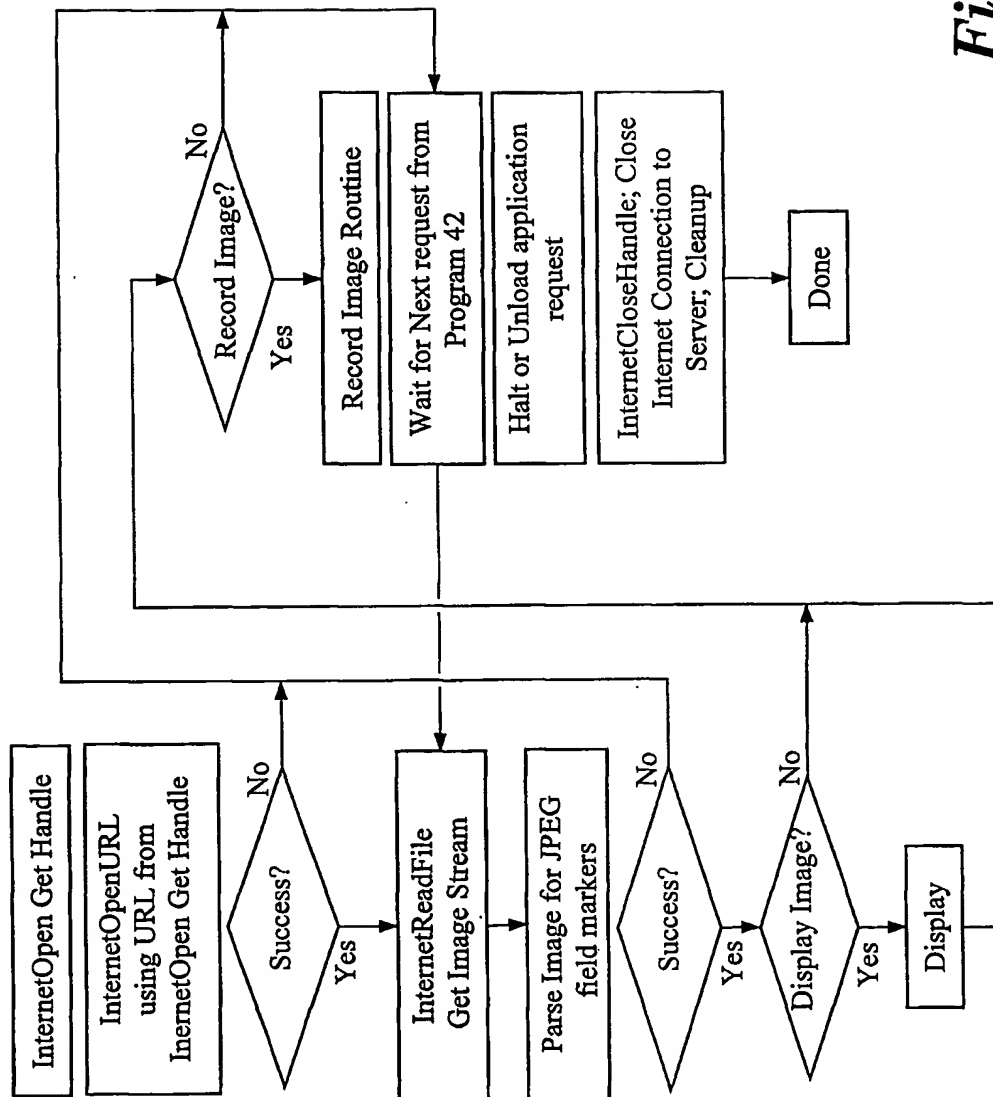 InternetOpen Get Handle
InternetOpenURL
using URL from
InernetOpen Get Handle
Success?
No
Yes
InternetReadFile
Get Image Stream
Parse Image for JPEG
field markers
Success?
No
Yes
Display Image?
No
Yes
Display
Record Image?
No
Yes
Record Image Routine
Wait for Next request from
Program 42
Halt or Unload application
request
InternetCloseHandle; Close
Internet Connection to
Server; Cleanup
Done